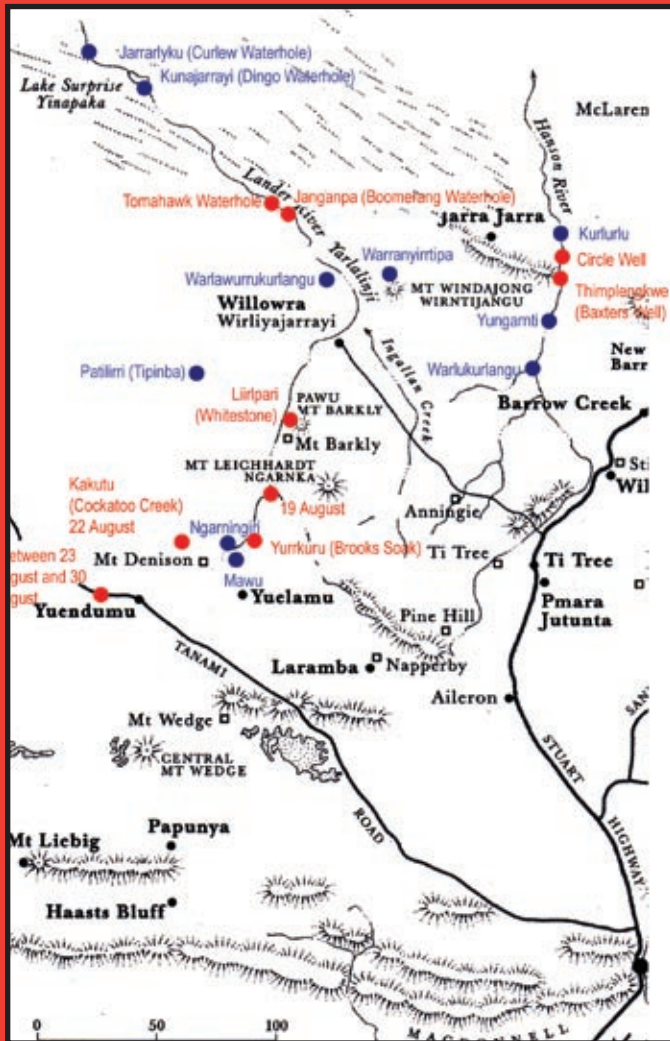 Jarrarlyku (Curlew Waterhole)
Kunajarrayi (Dingo Waterhole)
Lake Surprise
Yinapaka
McLaren
Hanson River
Lander River
Yarlalinji
Tomahawk Waterhole
Janganpa (Boomerang Waterhole)
Jarra Jarra
Kurlurlu
Circle Well
Warranyirrtipa
Warlawurrukurlangu
MT WINDAJONG
WIRNTIJANGU
Thimplengkwe
(Baxters Well)
Willowra
Wirliyajarrayi
Yungamti
New
Barr
Ingallan Creek
Patilirri (Tipinba)
Warlukurlangu
Liirlpari
(Whitestone)
PAWU
MT BARKLY
Barrow Creek
Mt Barkly
MT LEICHHARDT
NGARNKA
Sti
Wil
Kakutu
(Cockatoo Creek)
22 August
19 August
Anningie
Ngarningiri
Yurrkuru (Brooks Soak)
between 23
ugust and 30
ugust
Mt Denison
Mawu
Ti Tree
Ti Tree
Yuendumu
Yuelamu
Pmara
Jutunta
Pine Hill
TANAMI
Laramba
Napperby
Aileron
SAN
Mt Wedge
CENTRAL
MT WEDGE
STUART
ROAD
HIGHWAY
Papunya
Mt Liebig
Haasts Bluff
0 50 100
MACDONNELL